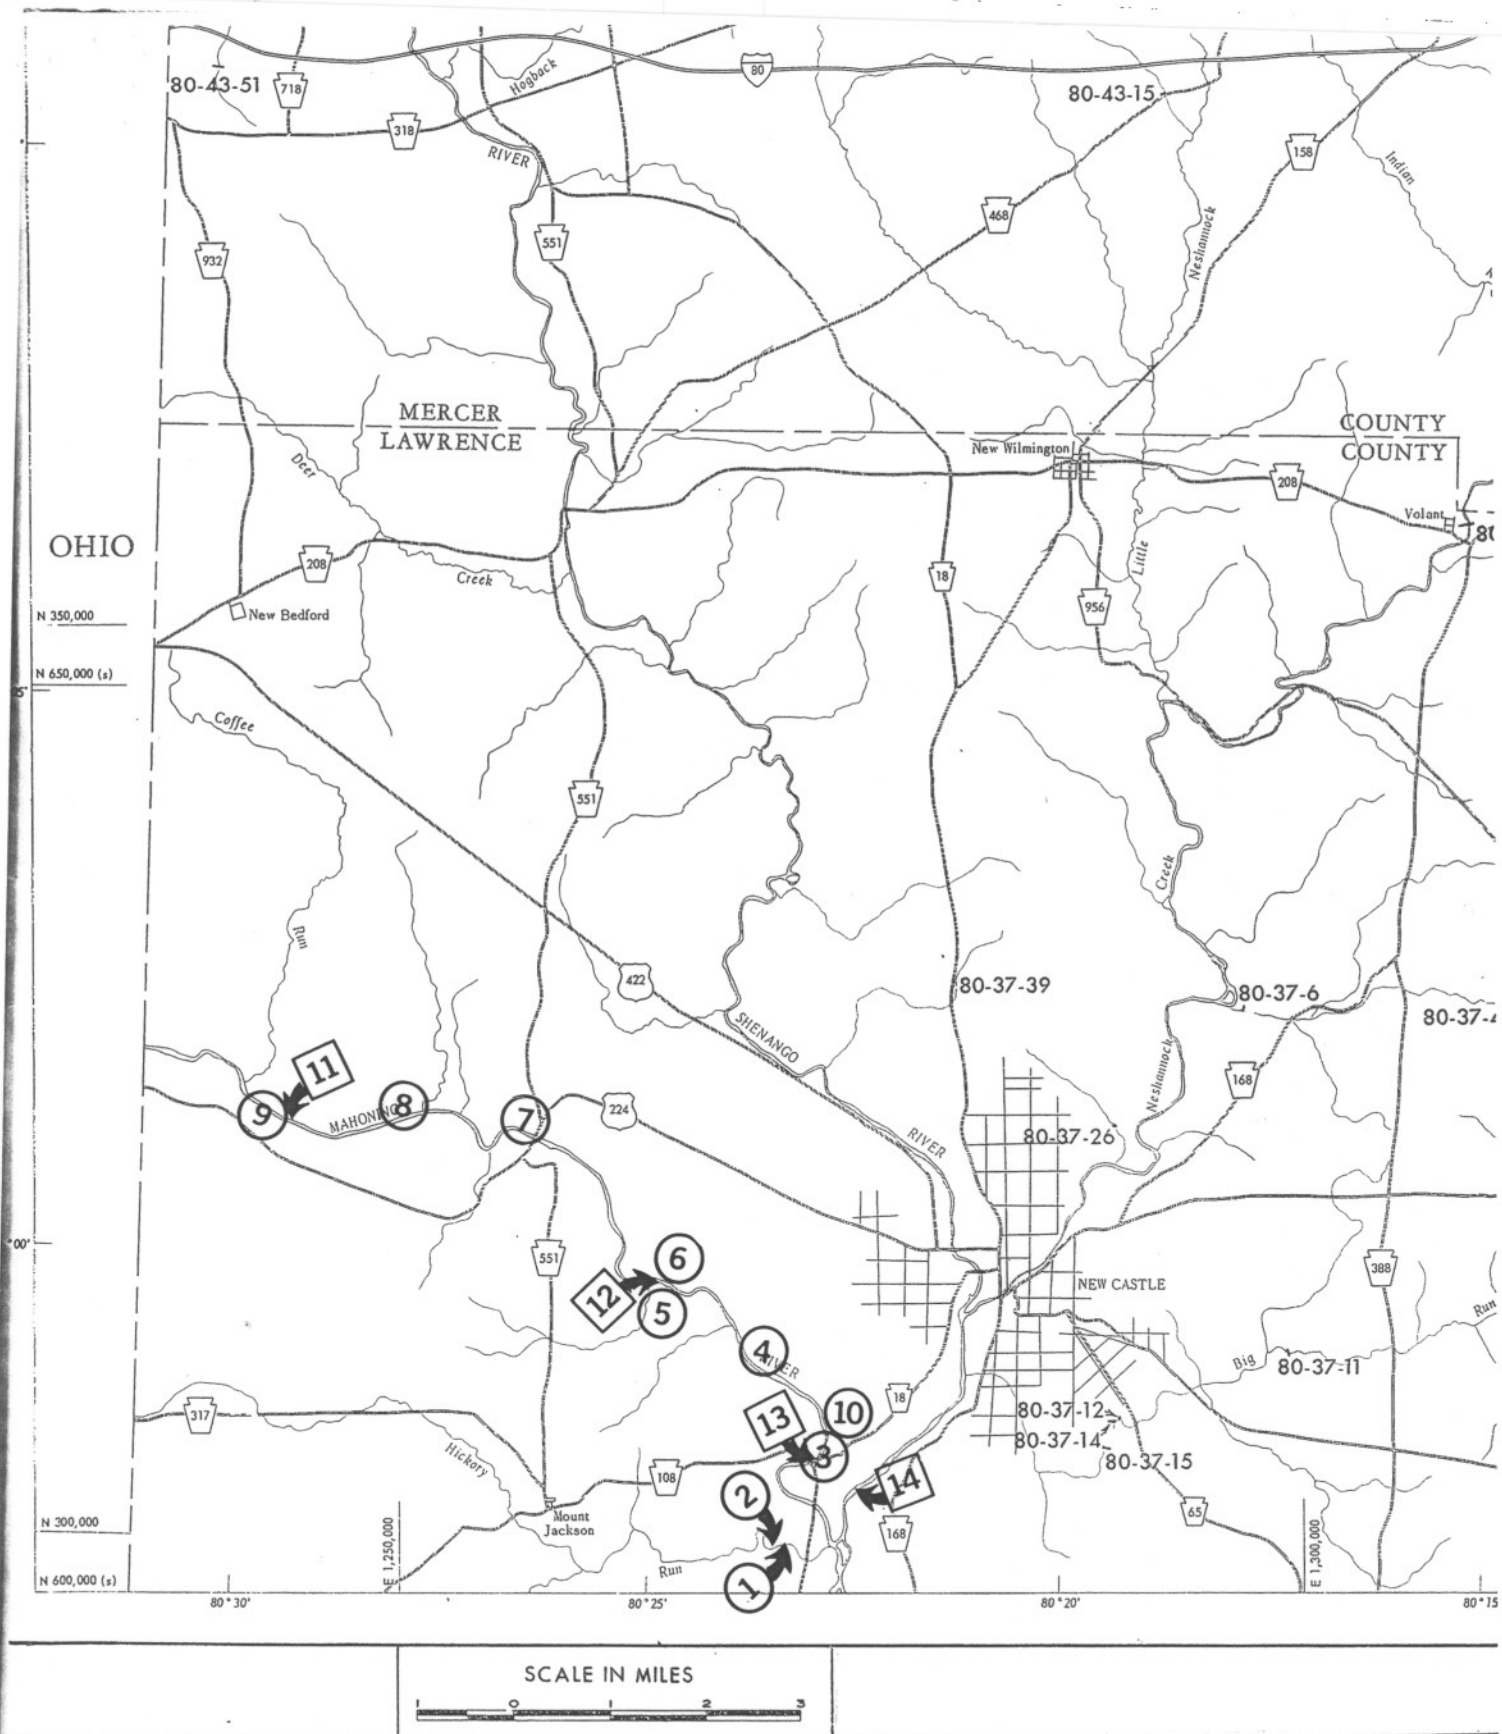 80
80-43-51
718
Hogback
80-43-15
318
158
RIVER
Indian
468
551
Neshannock
932
MERCER
LAWRENCE
COUNTY
COUNTY
New Wilmington
Deer
208
Volant
OHIO
208
Creek
18
Little
956
N 350,000
New Bedford
N 650,000 (s)
Coffee
551
Creek
Run
422
80-37-39
80-37-6
80-37-
SHENANGO
11
168
Neshannock
9
MAHONING
8
7
224
RIVER
80-37-26
00'
551
6
388
12
5
NEW CASTLE
Run
4
RIVER
Big
80-37-11
317
13
10
18
80-37-12
80-37-14
80-37-15
Hickory
3
108
2
14
65
N 300,000
Mount
Jackson
168
E 1,250,000
E 1,300,000
Run
1
N 600,000 (s)
80°30'
80°25'
80°20'
80°15
SCALE IN MILES
1 0 1 2 3